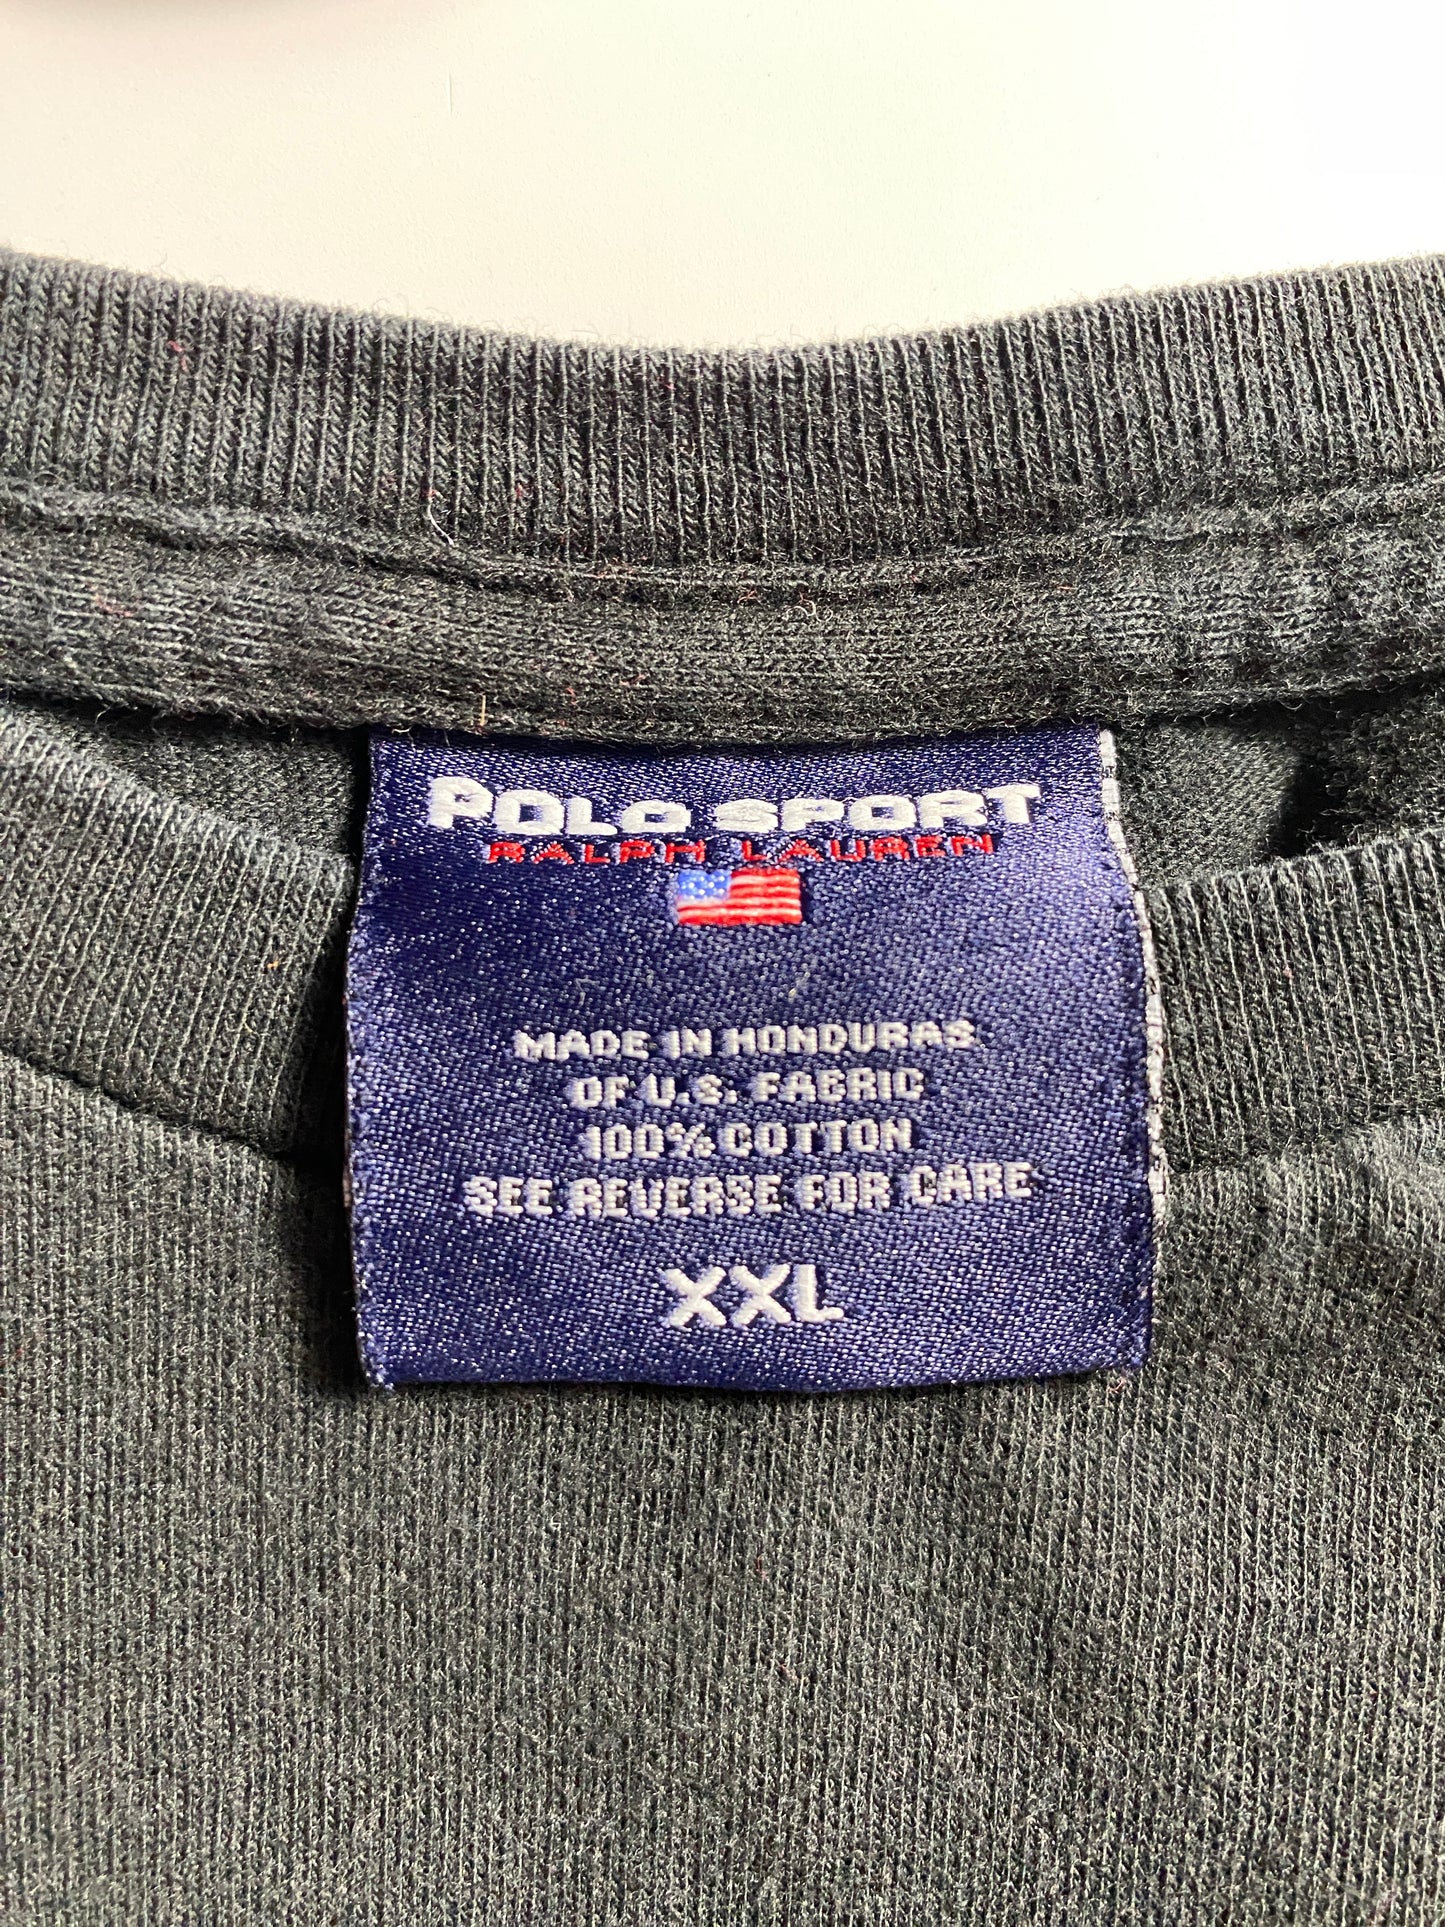 POLO SPORT
RALPH LAUREN
MADE IN HONDURAS
OF U.S. FABRIC
100% COTTON
SEE REVERSE FOR CARE
XXL